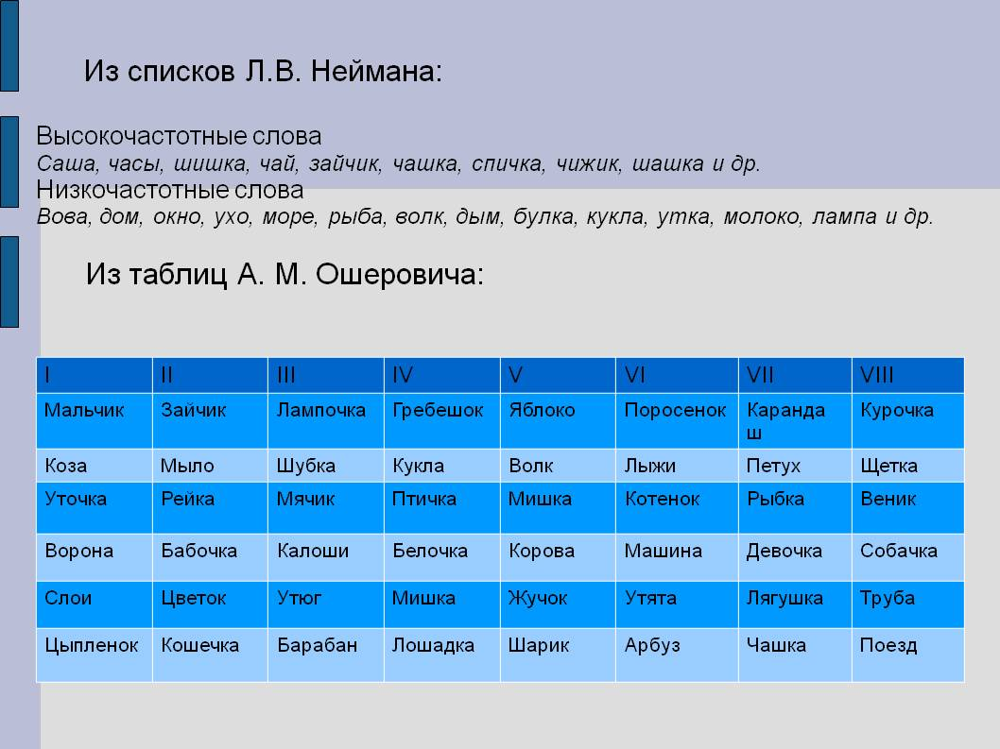 Из списков Л.В. Неймана:
Высокочастотные слова
Саша, часы, шишка, чай, зайчик, чашка, спичка, чижик, шашка и др.
Низкочастотные слова
Вова, дом, окно, ухо, море, рыба, волк, дым, булка, кукла, утка, молоко, лампа и др.
Из таблиц А. М. Ошеровича:
I II III IV V VI VII VIII
Мальчик Зайчик Лампочка Гребешок Яблоко Поросенок Каранда Курочка
ш
Коза Мыло Шубка Кукла Волк Лыжи Петух Щетка
Уточка Рейка Мячик Птичка Мишка Котенок Рыбка Веник
Ворона Бабочка Калоши Белочка Корова Машина Девочка Собачка
Слои Цветок Утюг Мишка Жучок Утята Лягушка Труба
Цыпленок Кошечка Барабан Лошадка Шарик Арбуз Чашка Поезд